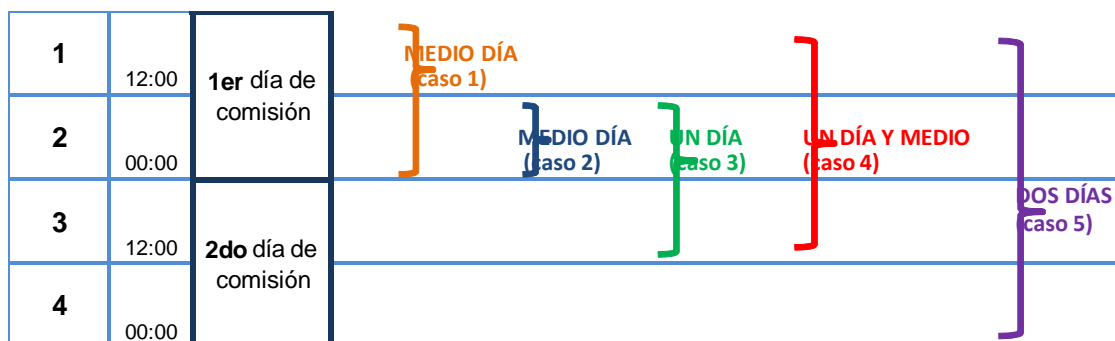 1
12:00
1er día de
comisión
2
00:00
3
12:00
2do día de
comisión
4
00:00
MEDIO DÍA
(caso 1)
MEDIO DÍA
(caso 2)
UN DÍA
(caso 3)
UN DÍA Y MEDIO
(caso 4)
DOS DÍAS
(caso 5)